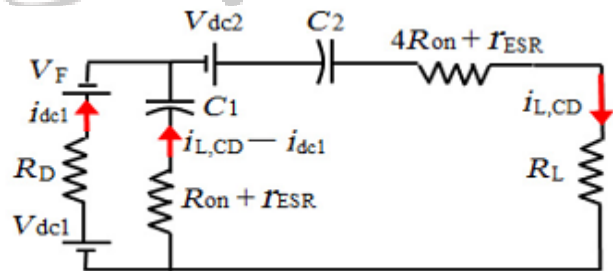 Vdc2
C2
4Ron + rESR
VF
idc1
C1
iL,CD
iL,CD − idc1
RD
RL
Ron + rESR
Vdc1